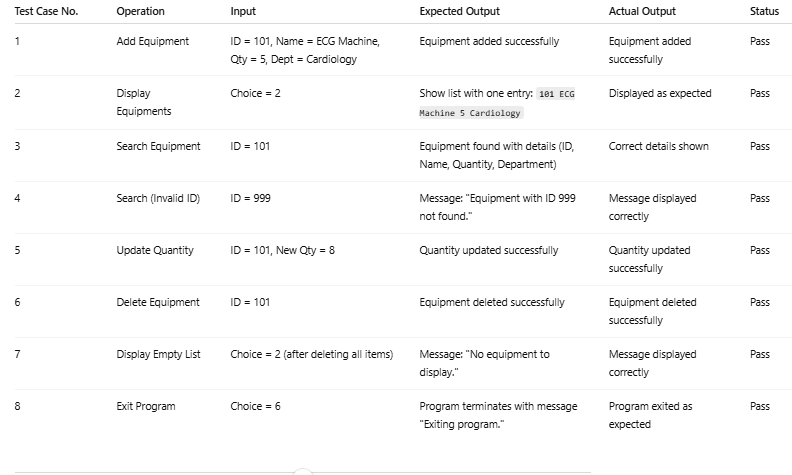 Test Case No. Operation Input Expected Output Actual Output Status
1 Add Equipment ID = 101, Name = ECG Machine, Equipment added successfully Equipment added Pass
Qty = 5, Dept = Cardiology successfully
2 Display Choice = 2 Show list with one entry: 101 ECG Displayed as expected Pass
Equipments Machine 5 Cardiology
3 Search Equipment ID = 101 Equipment found with details (ID, Correct details shown Pass
Name, Quantity, Department)
4 Search (Invalid ID) ID = 999 Message: "Equipment with ID 999 Message displayed Pass
not found." correctly
5 Update Quantity ID = 101, New Qty = 8 Quantity updated successfully Quantity updated Pass
successfully
6 Delete Equipment ID = 101 Equipment deleted successfully Equipment deleted Pass
successfully
7 Display Empty List Choice = 2 (after deleting all items) Message: "No equipment to Message displayed Pass
display." correctly
8 Exit Program Choice = 6 Program terminates with message Program exited as Pass
"Exiting program." expected